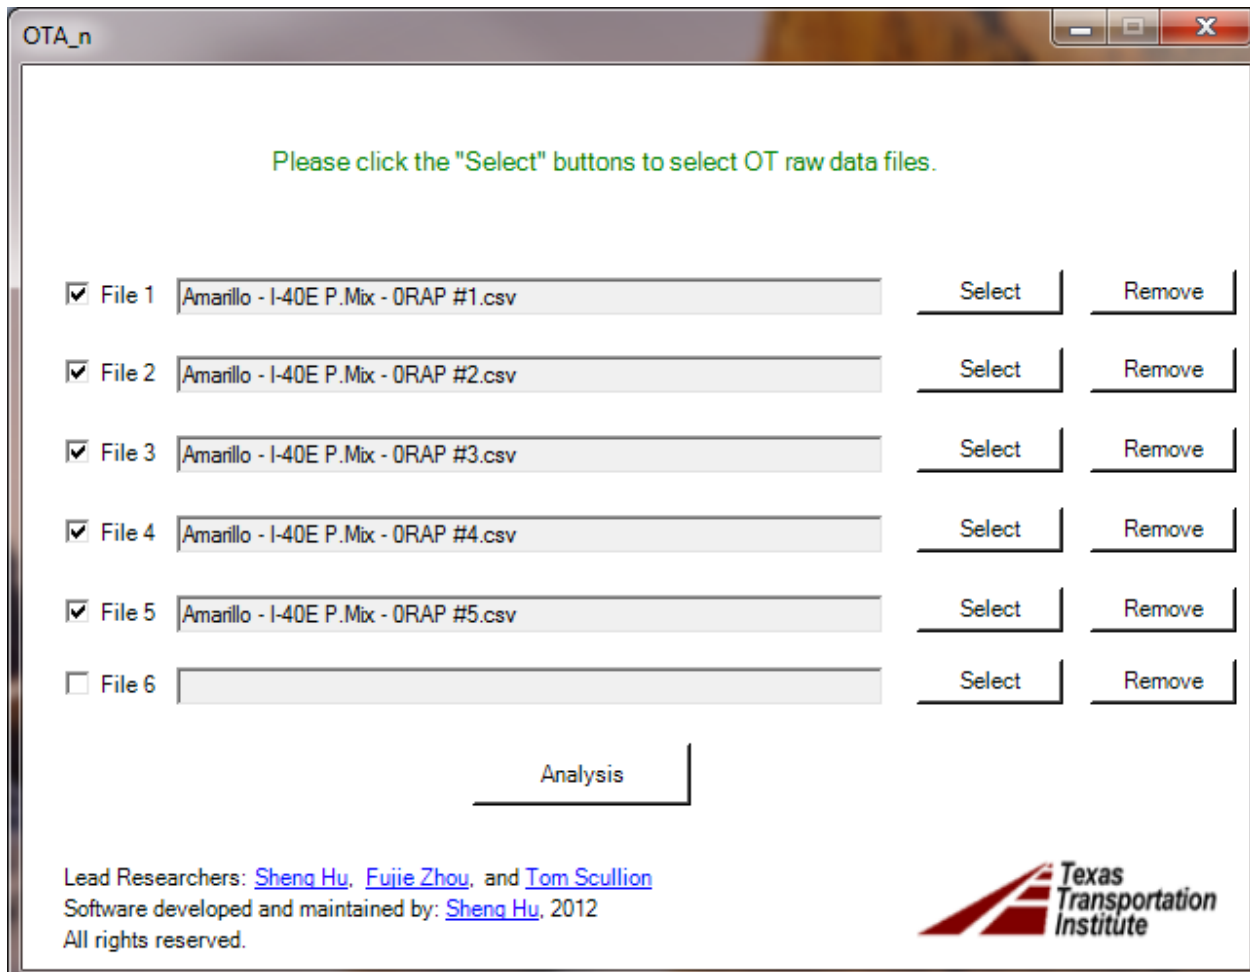 OTA_n
Please click the "Select" buttons to select OT raw data files.
File 1 Amarillo - I-40E P.Mix - 0RAP #1.csv Select Remove
File 2 Amarillo - I-40E P.Mix - 0RAP #2.csv Select Remove
File 3 Amarillo - I-40E P.Mix - 0RAP #3.csv Select Remove
File 4 Amarillo - I-40E P.Mix - 0RAP #4.csv Select Remove
File 5 Amarillo - I-40E P.Mix - 0RAP #5.csv Select Remove
File 6 Select Remove
Analysis
Lead Researchers: Sheng Hu, Fujie Zhou, and Tom Scullion
Software developed and maintained by: Sheng Hu, 2012
All rights reserved.
Texas
Transportation
Institute